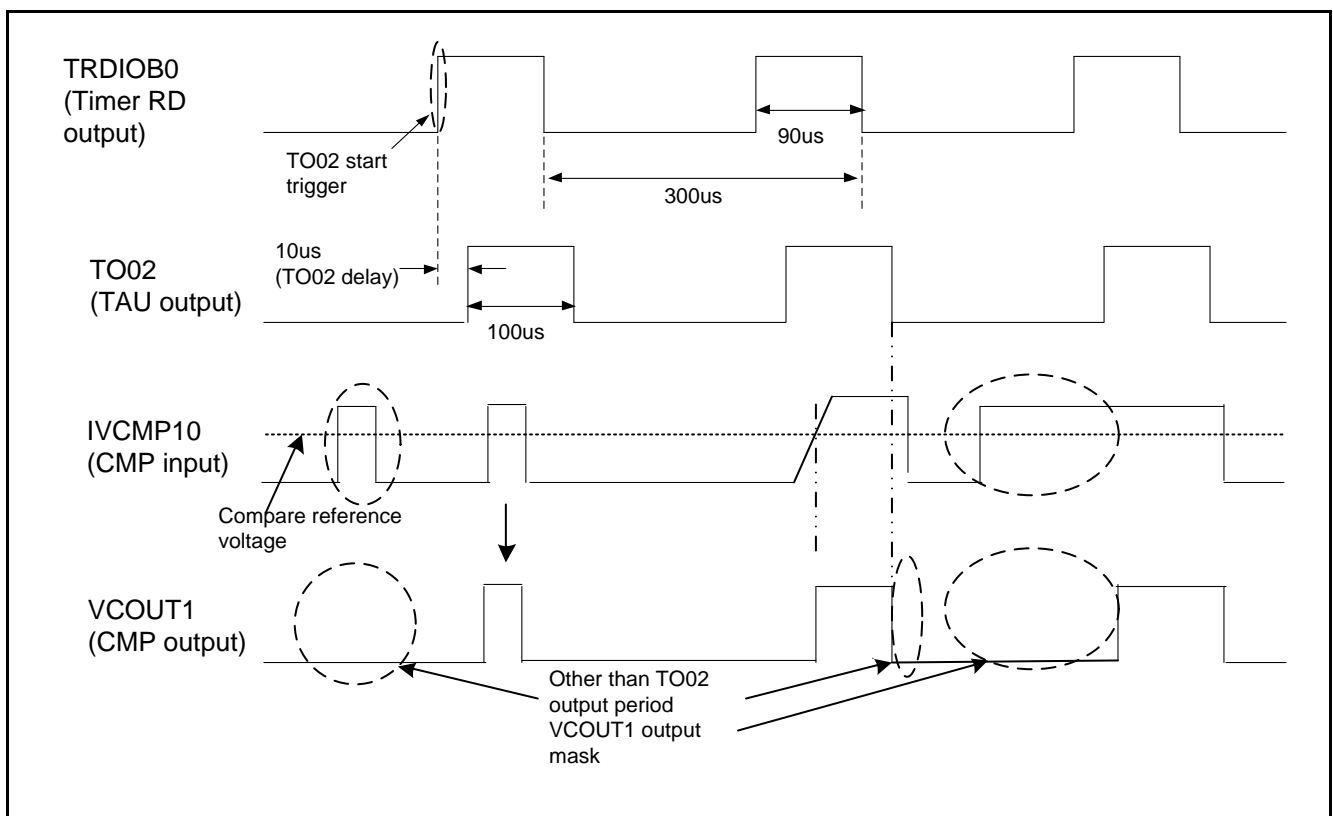 TRDIOB0
(Timer RD
output)
TO02 start
trigger
90us
300us
10us
(TO02 delay)
TO02
(TAU output)
100us
IVCMP10
(CMP input)
Compare reference
voltage
VCOUT1
(CMP output)
Other than TO02
output period
VCOUT1 output
mask